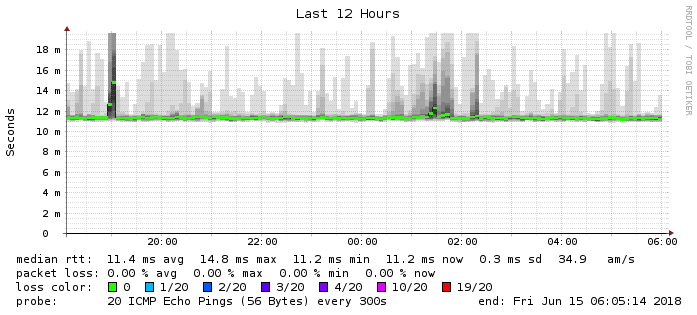 Last 12 Hours
RRDTOOL / TOBI OETIKER
Seconds
18 m
16 m
14 m
12 m
10 m
8 m
6 m
4 m
2 m
0
20:00 22:00 00:00 02:00 04:00 06:00
median rtt: 11.4 ms avg 14.8 ms max 11.2 ms min 11.2 ms now 0.3 ms sd 34.9 am/s
packet loss: 0.00 % avg 0.00 % max 0.00 % min 0.00 % now
loss color: 0 1/20 2/20 3/20 4/20 10/20 19/20
probe: 20 ICMP Echo Pings (56 Bytes) every 300s end: Fri Jun 15 06:05:14 2018